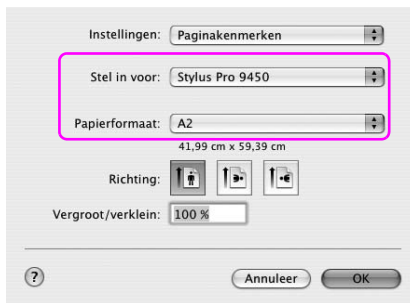 Instellingen: Paginakenmerken
Stel in voor: Stylus Pro 9450
Papierformaat: A2
41,99 cm x 59,39 cm
Richting:
Vergroot/verklein: 100 %
? Annuleer OK